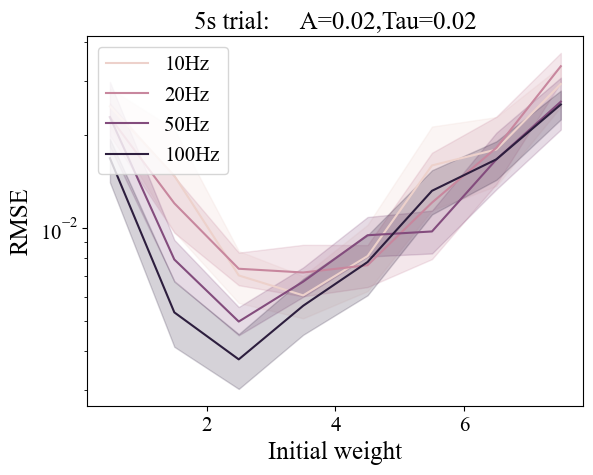 5s trial:     A=0.02,Tau=0.02
10Hz
20Hz
50Hz
100Hz
RMSE
10⁻²
2 4 6
Initial weight